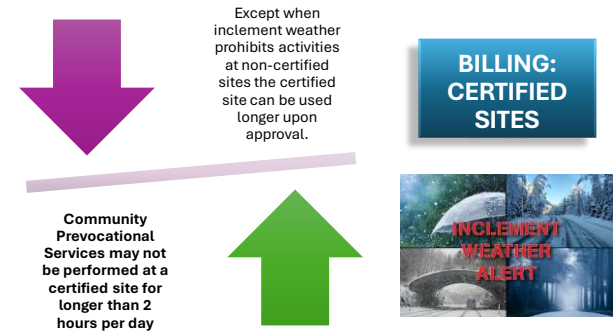 Except when
inclement weather
prohibits activities
at non-certified
sites the certified
site can be used
longer upon
approval.
BILLING:
CERTIFIED
SITES
Community
Prevocational
Services may not
be performed at a
certified site for
longer than 2
hours per day
INCLEMENT
WEATHER
ALERT